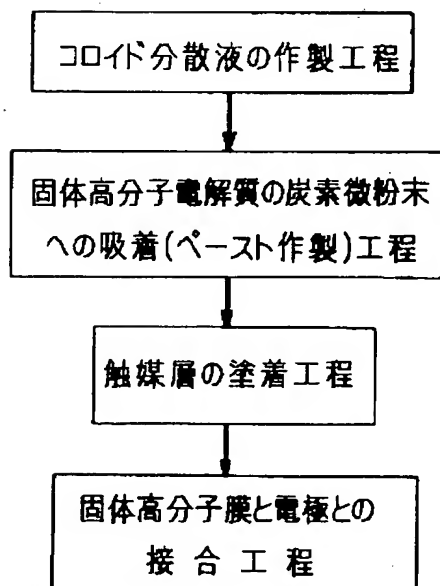 コロイド分散液の作製工程
固体高分子電解質の炭素微粉末
への吸着(ペースト作製)工程
触媒層の塗着工程
固体高分子膜と電極との
接合工程